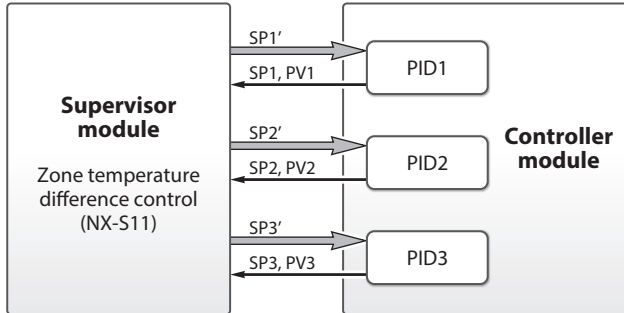 Supervisor
module
Zone temperature
difference control
(NX-S11)
SP1’
SP1, PV1
SP2’
SP2, PV2
SP3’
SP3, PV3
PID1
PID2
PID3
Controller
module